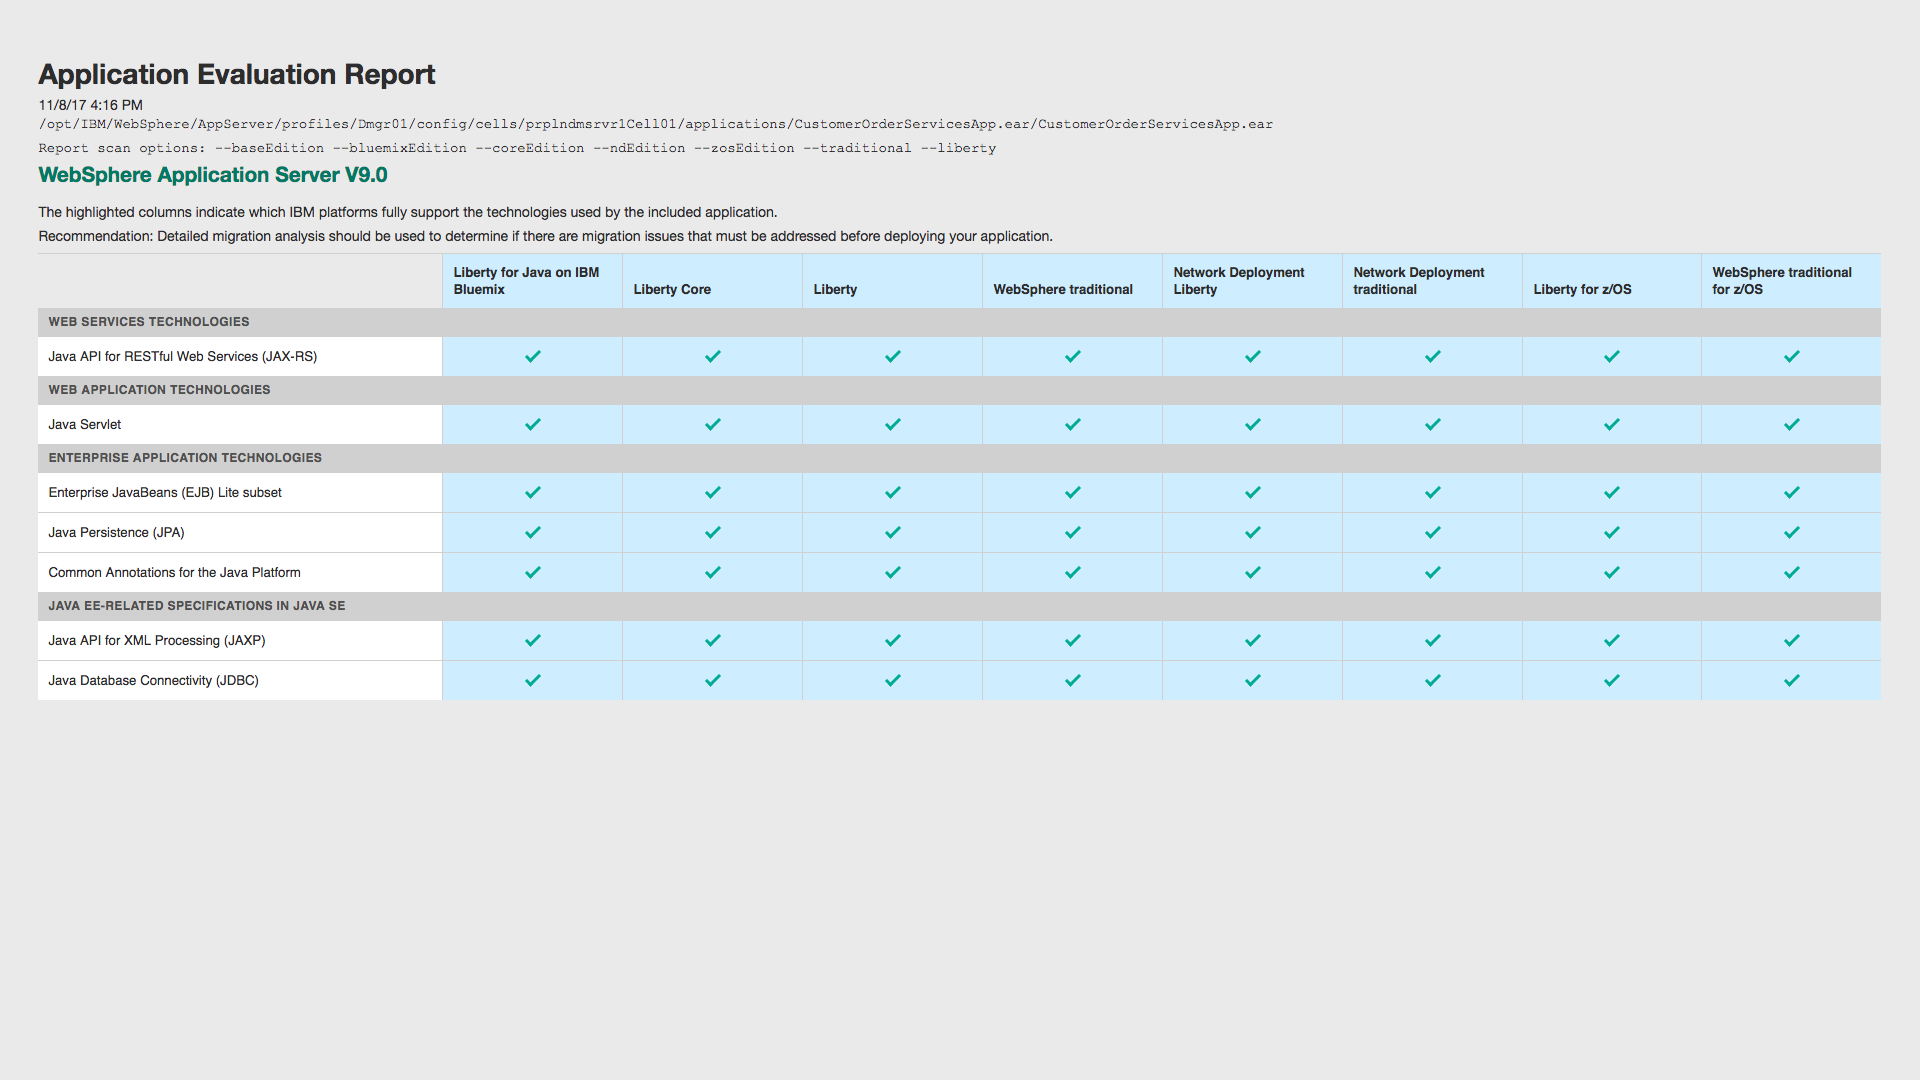 Application Evaluation Report
11/8/17 4:16 PM
/opt/IBM/WebSphere/AppServer/profiles/Dmgr01/config/cells/prplndmsrvr1Cell01/applications/CustomerOrderServicesApp.ear/CustomerOrderServicesApp.ear
Report scan options: --baseEdition --bluemixEdition --coreEdition --ndEdition --zosEdition --traditional --liberty
WebSphere Application Server V9.0
The highlighted columns indicate which IBM platforms fully support the technologies used by the included application.
Recommendation: Detailed migration analysis should be used to determine if there are migration issues that must be addressed before deploying your application.
Liberty for Java on IBM
Bluemix
Liberty Core
Liberty
WebSphere traditional
Network Deployment
Liberty
Network Deployment
traditional
Liberty for z/OS
WebSphere traditional
for z/OS
WEB SERVICES TECHNOLOGIES
Java API for RESTful Web Services (JAX-RS)
WEB APPLICATION TECHNOLOGIES
Java Servlet
ENTERPRISE APPLICATION TECHNOLOGIES
Enterprise JavaBeans (EJB) Lite subset
Java Persistence (JPA)
Common Annotations for the Java Platform
JAVA EE-RELATED SPECIFICATIONS IN JAVA SE
Java API for XML Processing (JAXP)
Java Database Connectivity (JDBC)